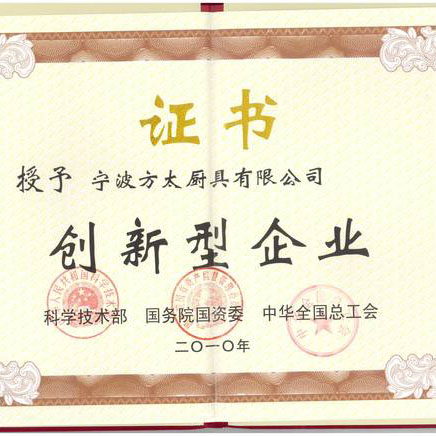 证书
授予 宁波方太厨具有限公司
创新型企业
科学技术部 国务院国资委 中华全国总工会
二〇一〇年